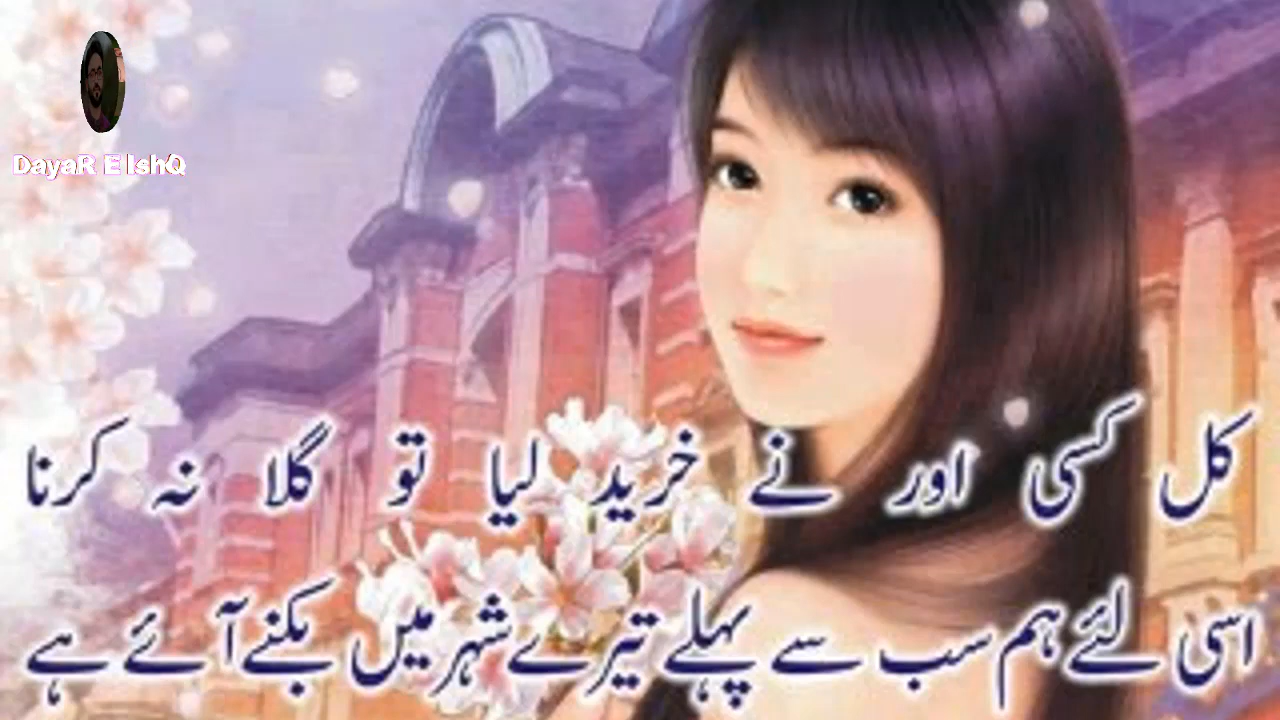 DayaR E IshQ
کل کسی اور نے خرید لیا تو گلا نہ کرنا
اسی لئے ہم سب سے پہلے تیرے شہر میں بکنے آئے ہے